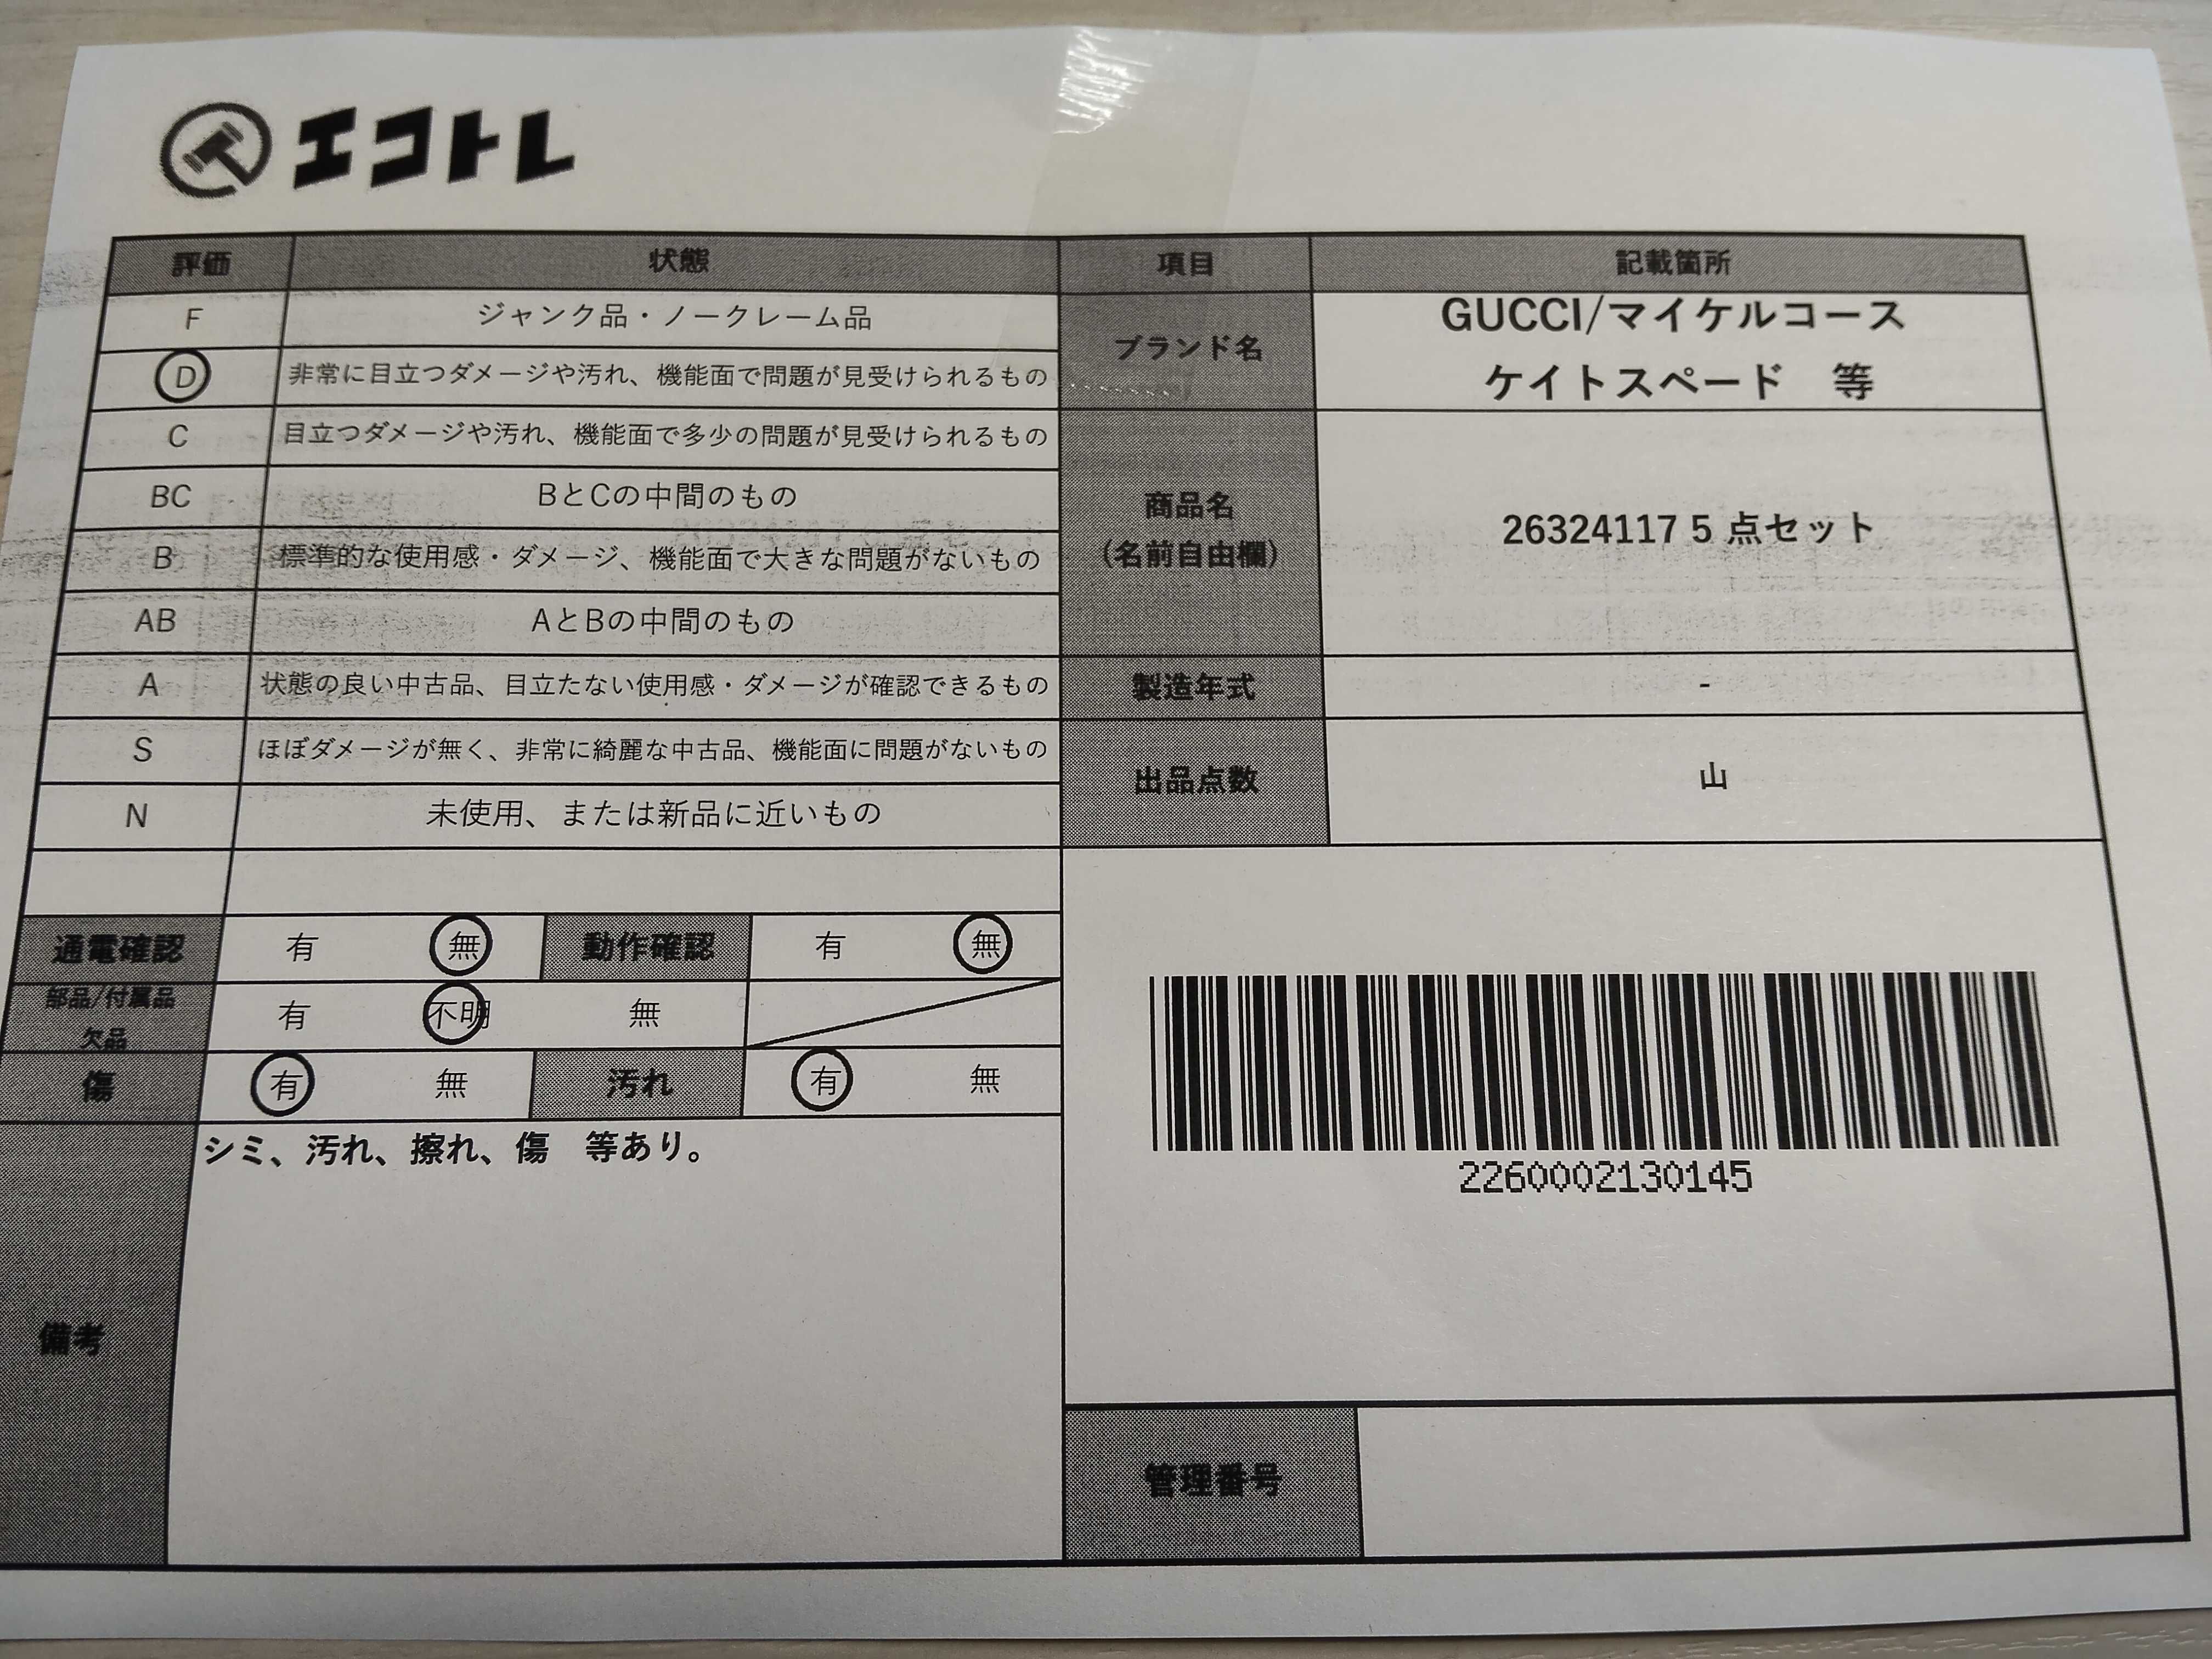 エコトレ
評価 状態
F ジャンク品・ノークレーム品
D 非常に目立つダメージや汚れ、機能面で問題が見受けられるもの
C 目立つダメージや汚れ、機能面で多少の問題が見受けられるもの
BC BとCの中間のもの
B 標準的な使用感・ダメージ、機能面で大きな問題がないもの
AB AとBの中間のもの
A 状態の良い中古品、目立たない使用感・ダメージが確認できるもの
S ほぼダメージが無く、非常に綺麗な中古品、機能面に問題がないもの
N 未使用、または新品に近いもの
通電確認 有 無 動作確認 有 無
部品/付属品
欠品
有 不明 無
傷 有 無 汚れ 有 無
備考
シミ、汚れ、擦れ、傷 等あり。
項目 記載箇所
ブランド名
GUCCI/マイケルコース
ケイトスペード 等
商品名
(名前自由欄)
26324117 5 点セット
製造年式 -
出品点数 山
2260002130145
管理番号